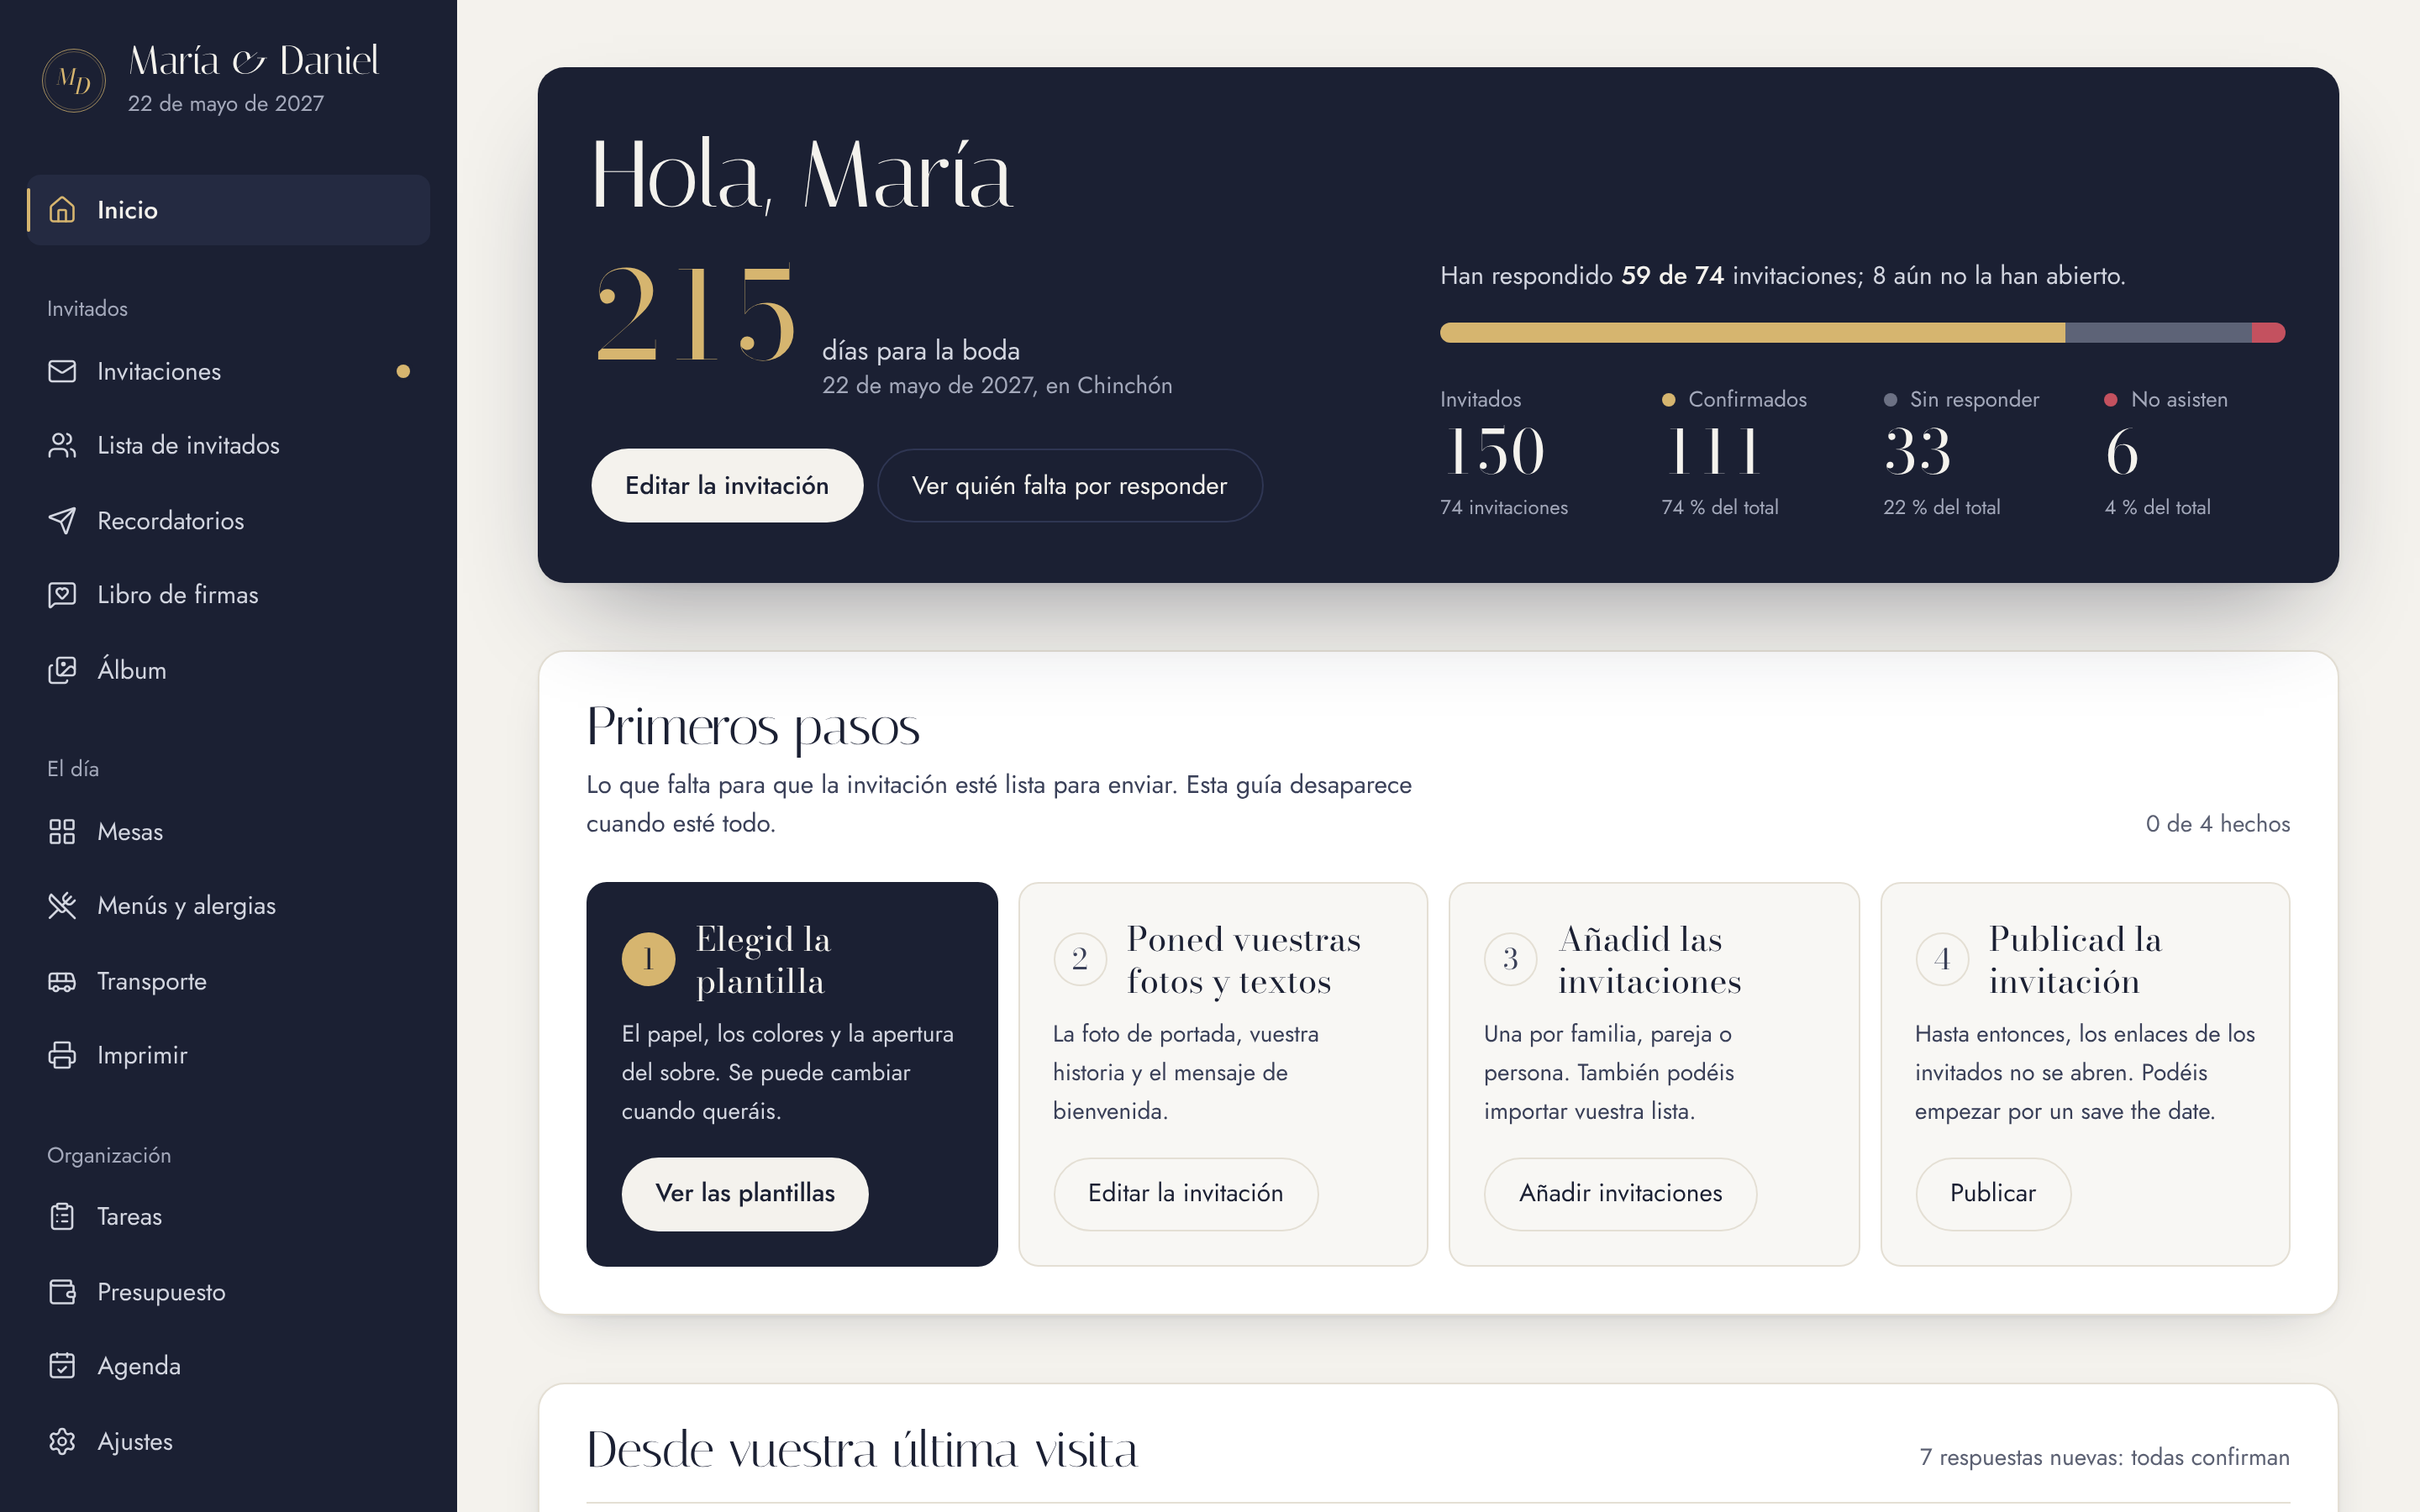 MD
María & Daniel
22 de mayo de 2027
Inicio
Invitados
Invitaciones
Lista de invitados
Recordatorios
Libro de firmas
Álbum
El día
Mesas
Menús y alergias
Transporte
Imprimir
Organización
Tareas
Presupuesto
Agenda
Ajustes
Hola, María
215
días para la boda
22 de mayo de 2027, en Chinchón
Editar la invitación
Ver quién falta por responder
Han respondido 59 de 74 invitaciones; 8 aún no la han abierto.
Invitados
150
74 invitaciones
Confirmados
111
74 % del total
Sin responder
33
22 % del total
No asisten
6
4 % del total
Primeros pasos
Lo que falta para que la invitación esté lista para enviar. Esta guía desaparece
cuando esté todo.
0 de 4 hechos
1
Elegid la
plantilla
El papel, los colores y la apertura
del sobre. Se puede cambiar
cuando queráis.
Ver las plantillas
2
Poned vuestras
fotos y textos
La foto de portada, vuestra
historia y el mensaje de
bienvenida.
Editar la invitación
3
Añadid las
invitaciones
Una por familia, pareja o
persona. También podéis
importar vuestra lista.
Añadir invitaciones
4
Publicad la
invitación
Hasta entonces, los enlaces de los
invitados no se abren. Podéis
empezar por un save the date.
Publicar
Desde vuestra última visita
7 respuestas nuevas: todas confirman